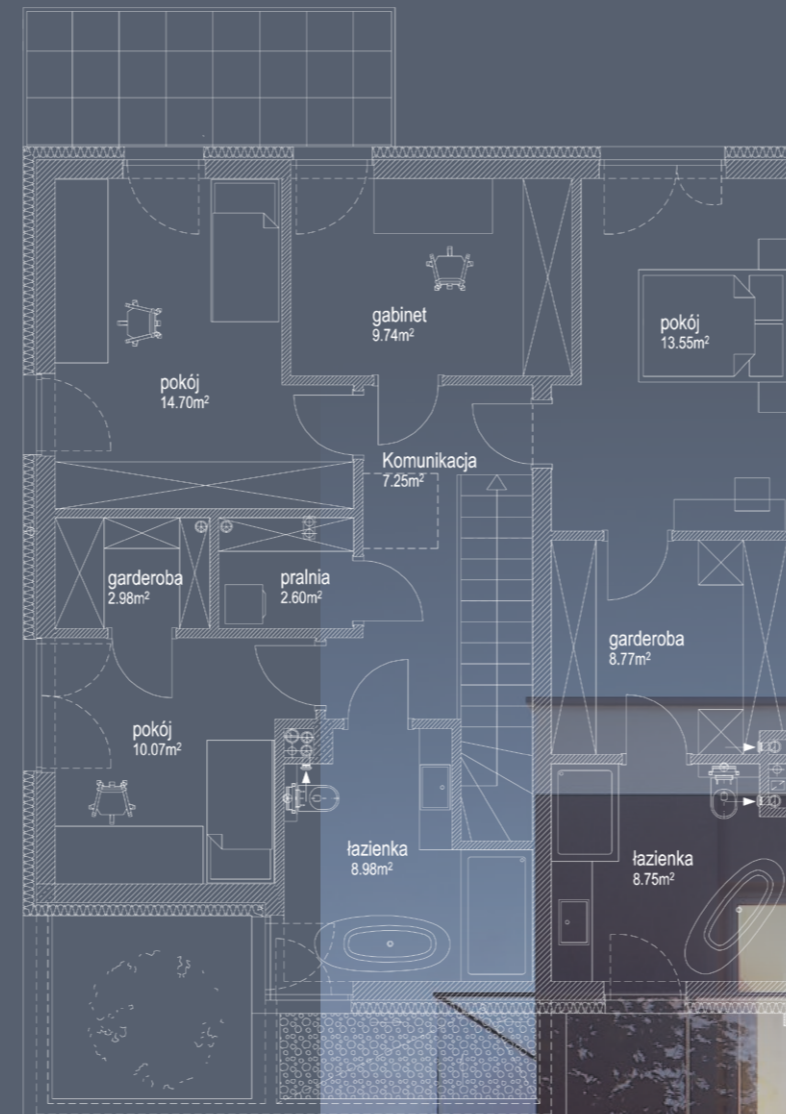 gabinet
9.74m²
pokój
13.55m²
pokój
14.70m²
Komunikacja
7.25m²
garderoba
2.98m²
pralnia
2.60m²
garderoba
8.77m²
pokój
10.07m²
łazienka
8.98m²
łazienka
8.75m²